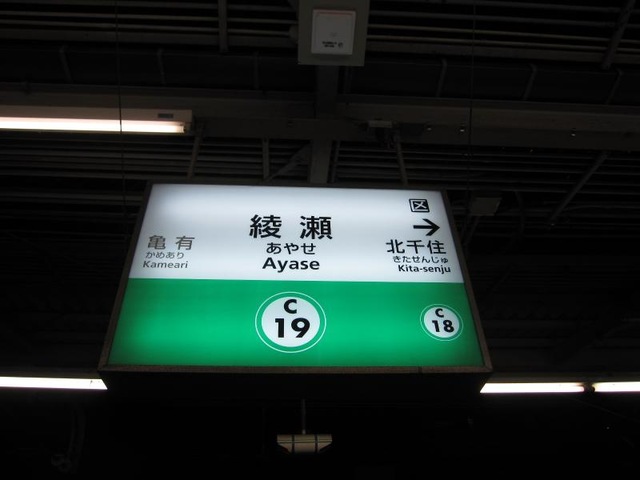 区
綾瀬
あやせ
Ayase
亀有
かめあり
Kameari
→
北千住
きたせんじゅ
Kita-senju
C
19
C
18